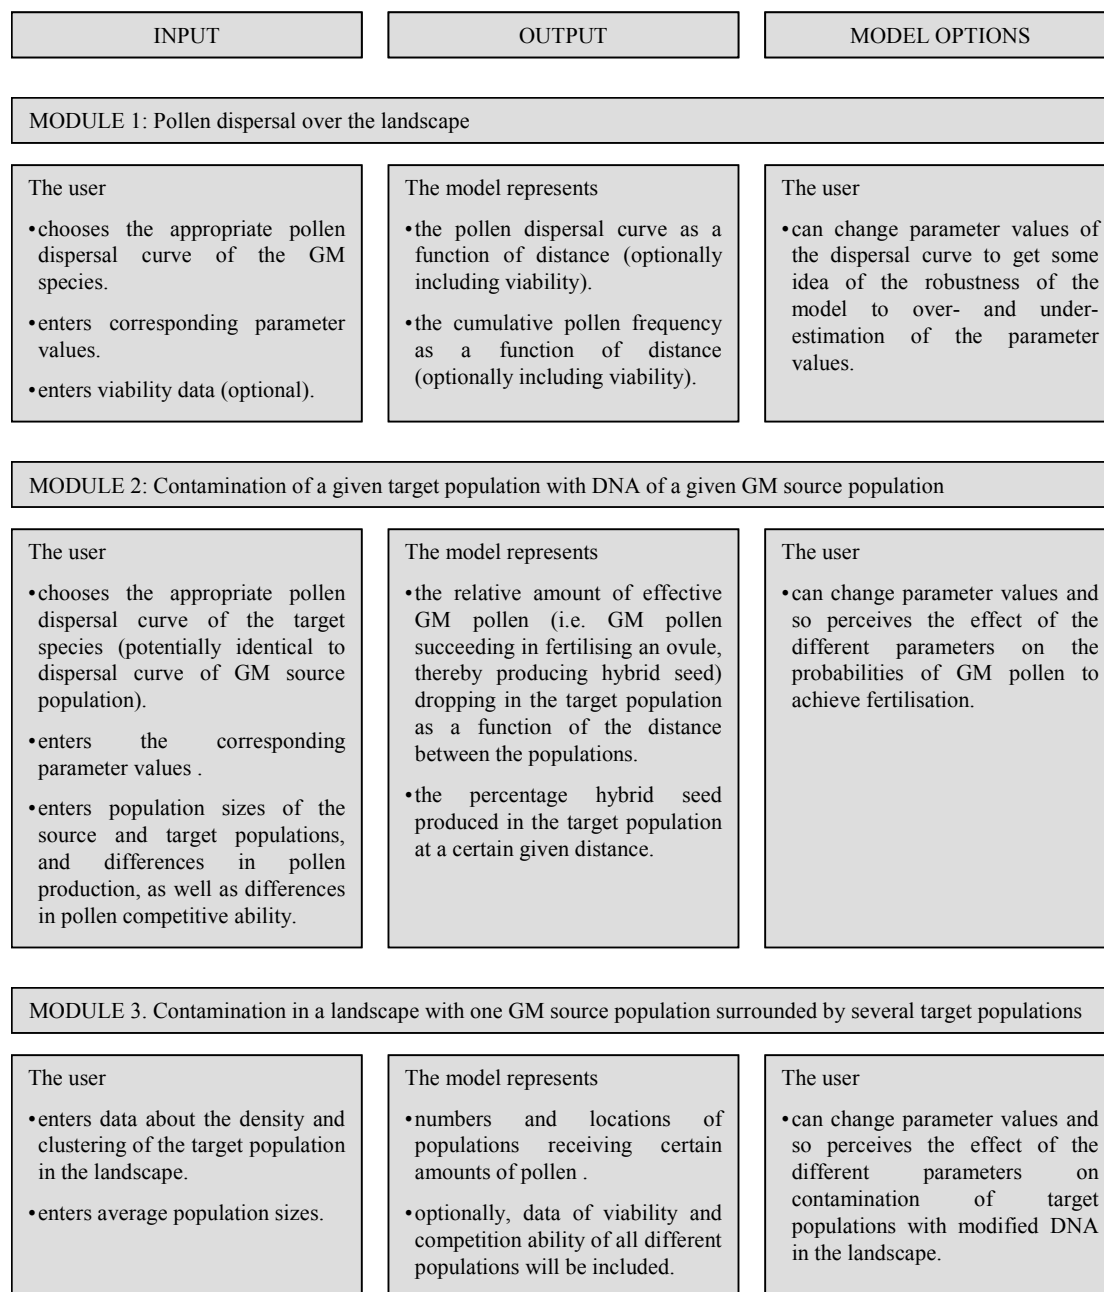 INPUT
OUTPUT
MODEL OPTIONS
MODULE 1: Pollen dispersal over the landscape
The user
•chooses the appropriate pollen
dispersal curve of the GM
species.
•enters corresponding parameter
values.
•enters viability data (optional).
The model represents
•the pollen dispersal curve as a
function of distance (optionally
including viability).
•the cumulative pollen frequency
as a function of distance
(optionally including viability).
The user
•can change parameter values of
the dispersal curve to get some
idea of the robustness of the
model to over- and under-
estimation of the parameter
values.
MODULE 2: Contamination of a given target population with DNA of a given GM source population
The user
•chooses the appropriate pollen
dispersal curve of the target
species (potentially identical to
dispersal curve of GM source
population).
•enters the corresponding
parameter values .
•enters population sizes of the
source and target populations,
and differences in pollen
production, as well as differences
in pollen competitive ability.
The model represents
•the relative amount of effective
GM pollen (i.e. GM pollen
succeeding in fertilising an ovule,
thereby producing hybrid seed)
dropping in the target population
as a function of the distance
between the populations.
•the percentage hybrid seed
produced in the target population
at a certain given distance.
The user
•can change parameter values and
so perceives the effect of the
different parameters on the
probabilities of GM pollen to
achieve fertilisation.
MODULE 3. Contamination in a landscape with one GM source population surrounded by several target populations
The user
•enters data about the density and
clustering of the target population
in the landscape.
•enters average population sizes.
The model represents
•numbers and locations of
populations receiving certain
amounts of pollen .
•optionally, data of viability and
competition ability of all different
populations will be included.
The user
•can change parameter values and
so perceives the effect of the
different parameters on
contamination of target
populations with modified DNA
in the landscape.